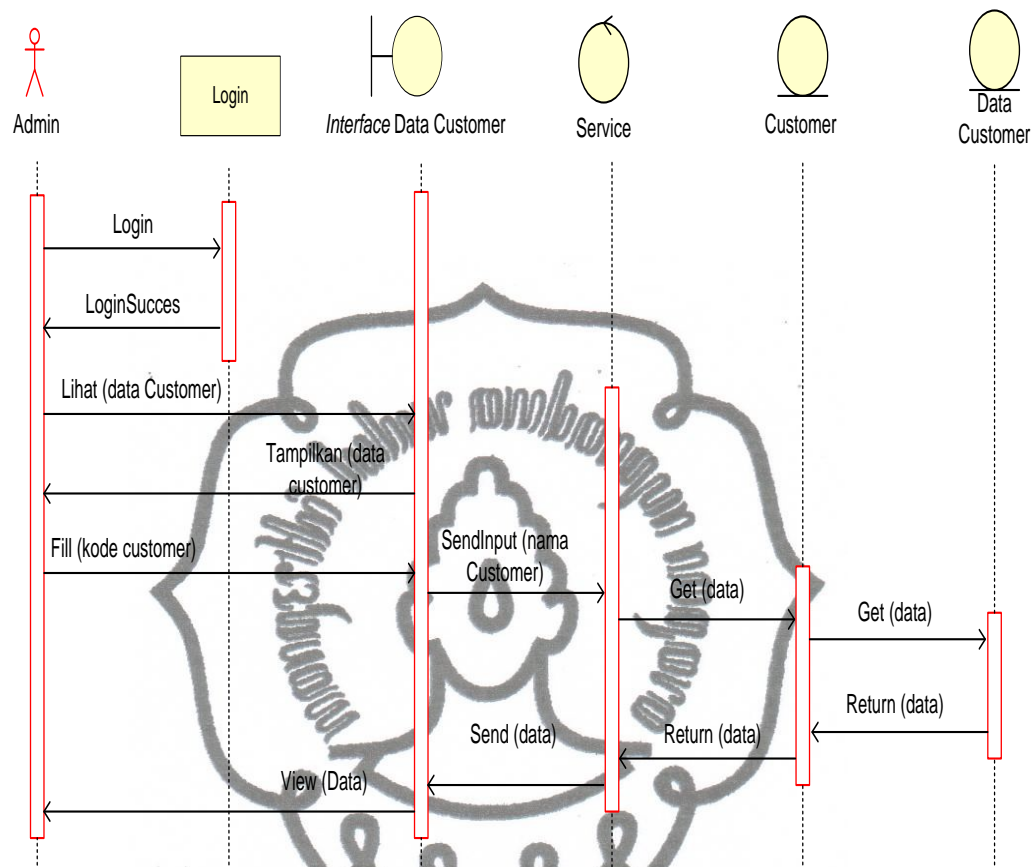 Admin
Login
Interface Data Customer
Service
Customer
Data
Customer
Login
LoginSucces
Lihat (data Customer)
Tampilkan (data
customer)
Fill (kode customer)
SendInput (nama
Customer)
Get (data)
Get (data)
Return (data)
Return (data)
Send (data)
View (Data)